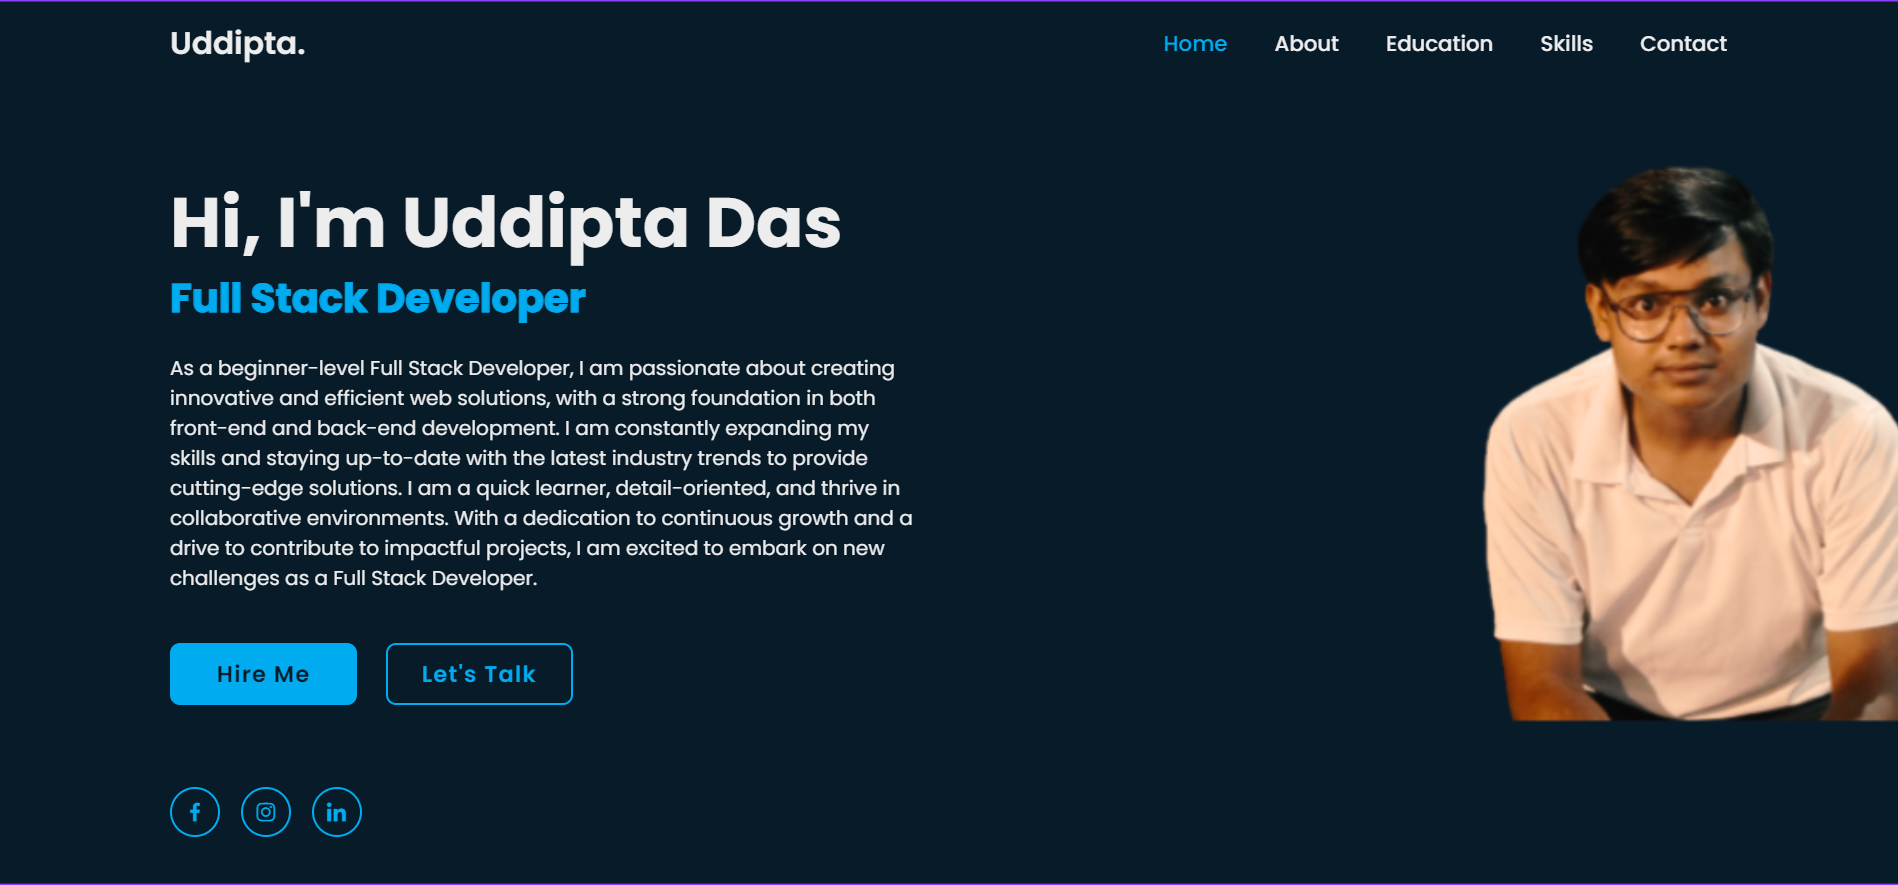 Uddipta.
Home
About
Education
Skills
Contact
Hi, I'm Uddipta Das
Full Stack Developer
As a beginner-level Full Stack Developer, I am passionate about creating
innovative and efficient web solutions, with a strong foundation in both
front-end and back-end development. I am constantly expanding my
skills and staying up-to-date with the latest industry trends to provide
cutting-edge solutions. I am a quick learner, detail-oriented, and thrive in
collaborative environments. With a dedication to continuous growth and a
drive to contribute to impactful projects, I am excited to embark on new
challenges as a Full Stack Developer.
Hire Me
Let's Talk